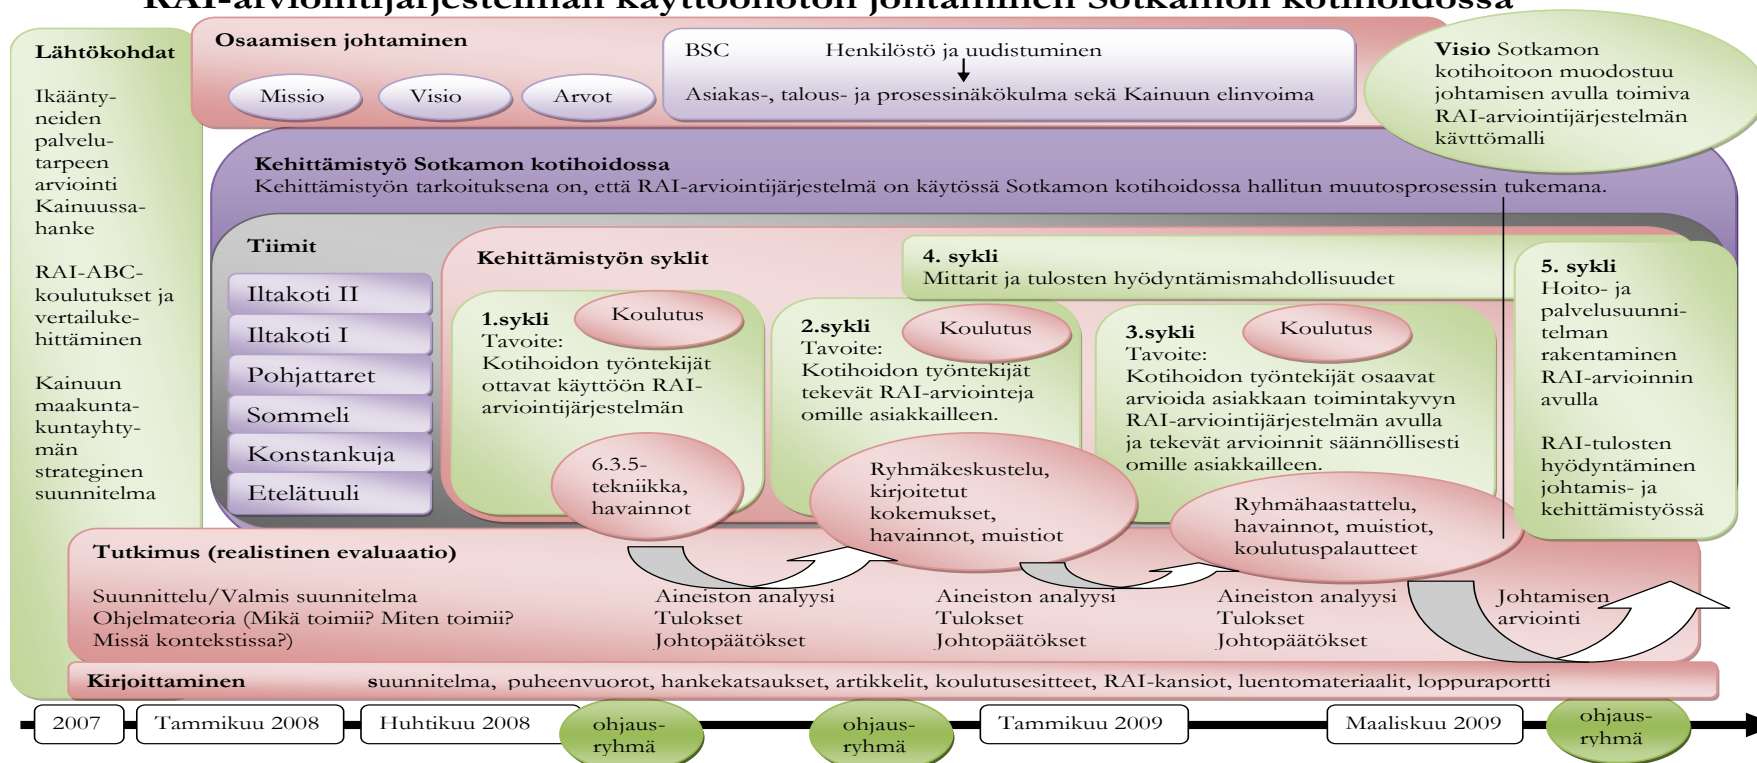 RAI-arviointijärjestelmän käyttöönoton johtaminen Sotkamon kotihoidossa
Lähtökohdat
Ikäänty-
neiden
palvelu-
tarpeen
arviointi
Kainuussa-
hanke
RAI-ABC-
koulutukset ja
vertailuke-
hittäminen
Kainuun
maakunta-
kuntayhty-
män
strateginen
suunnitelma
Osaamisen johtaminen
Missio
Visio
Arvot
BSC Henkilöstö ja uudistuminen
Asiakas-, talous- ja prosessinäkökulma sekä Kainuun elinvoima
Visio Sotkamon
kotihoitoon muodostuu
johtamisen avulla toimiva
RAI-arviointijärjestelmän
käyttömalli
Kehittämistyö Sotkamon kotihoidossa
Kehittämistyön tarkoituksena on, että RAI-arviointijärjestelmä on käytössä Sotkamon kotihoidossa hallitun muutosprosessin tukemana.
Tiimit
Iltakoti II
Iltakoti I
Pohjattaret
Sommeli
Konstankuja
Etelätuuli
Kehittämistyön syklit
1.sykli
Koulutus
Tavoite:
Kotihoidon työntekijät
ottavat käyttöön RAI-
arviointijärjestelmän
6.3.5-
tekniikka,
havainnot
2.sykli
Koulutus
Tavoite:
Kotihoidon työntekijät
tekevät RAI-arviointeja
omille asiakkailleen.
Ryhmäkeskustelu,
kirjoitetut
kokemukset,
havainnot, muistiot
3.sykli
Koulutus
Tavoite:
Kotihoidon työntekijät osaavat
arvioida asiakkaan toimintakyvyn
RAI-arviointijärjestelmän avulla
ja tekevät arvioinnit säännöllisesti
omille asiakkailleen.
Ryhmähaastattelu,
havainnot, muistiot,
koulutuspalautteet
4. sykli
Mittarit ja tulosten hyödyntämismahdollisuudet
5. sykli
Hoito- ja
palvelusuunni-
telman
rakentaminen
RAI-arvioinnin
avulla
RAI-tulosten
hyödyntäminen
johtamis- ja
kehittämistyössä
Tutkimus (realistinen evaluaatio)
Suunnittelu/Valmis suunnitelma
Ohjelmateoria (Mikä toimii? Miten toimii?
Missä kontekstissa?)
Aineiston analyysi
Tulokset
Johtopäätökset
Aineiston analyysi
Tulokset
Johtopäätökset
Aineiston analyysi
Tulokset
Johtopäätökset
Johtamisen
arviointi
Kirjoittaminen suunnitelma, puheenvuorot, hankekatsaukset, artikkelit, koulutusesitteet, RAI-kansiot, luentomateriaalit, loppuraportti
2007
Tammikuu 2008
Huhtikuu 2008
ohjaus-
ryhmä
ohjaus-
ryhmä
Tammikuu 2009
Maaliskuu 2009
ohjaus-
ryhmä